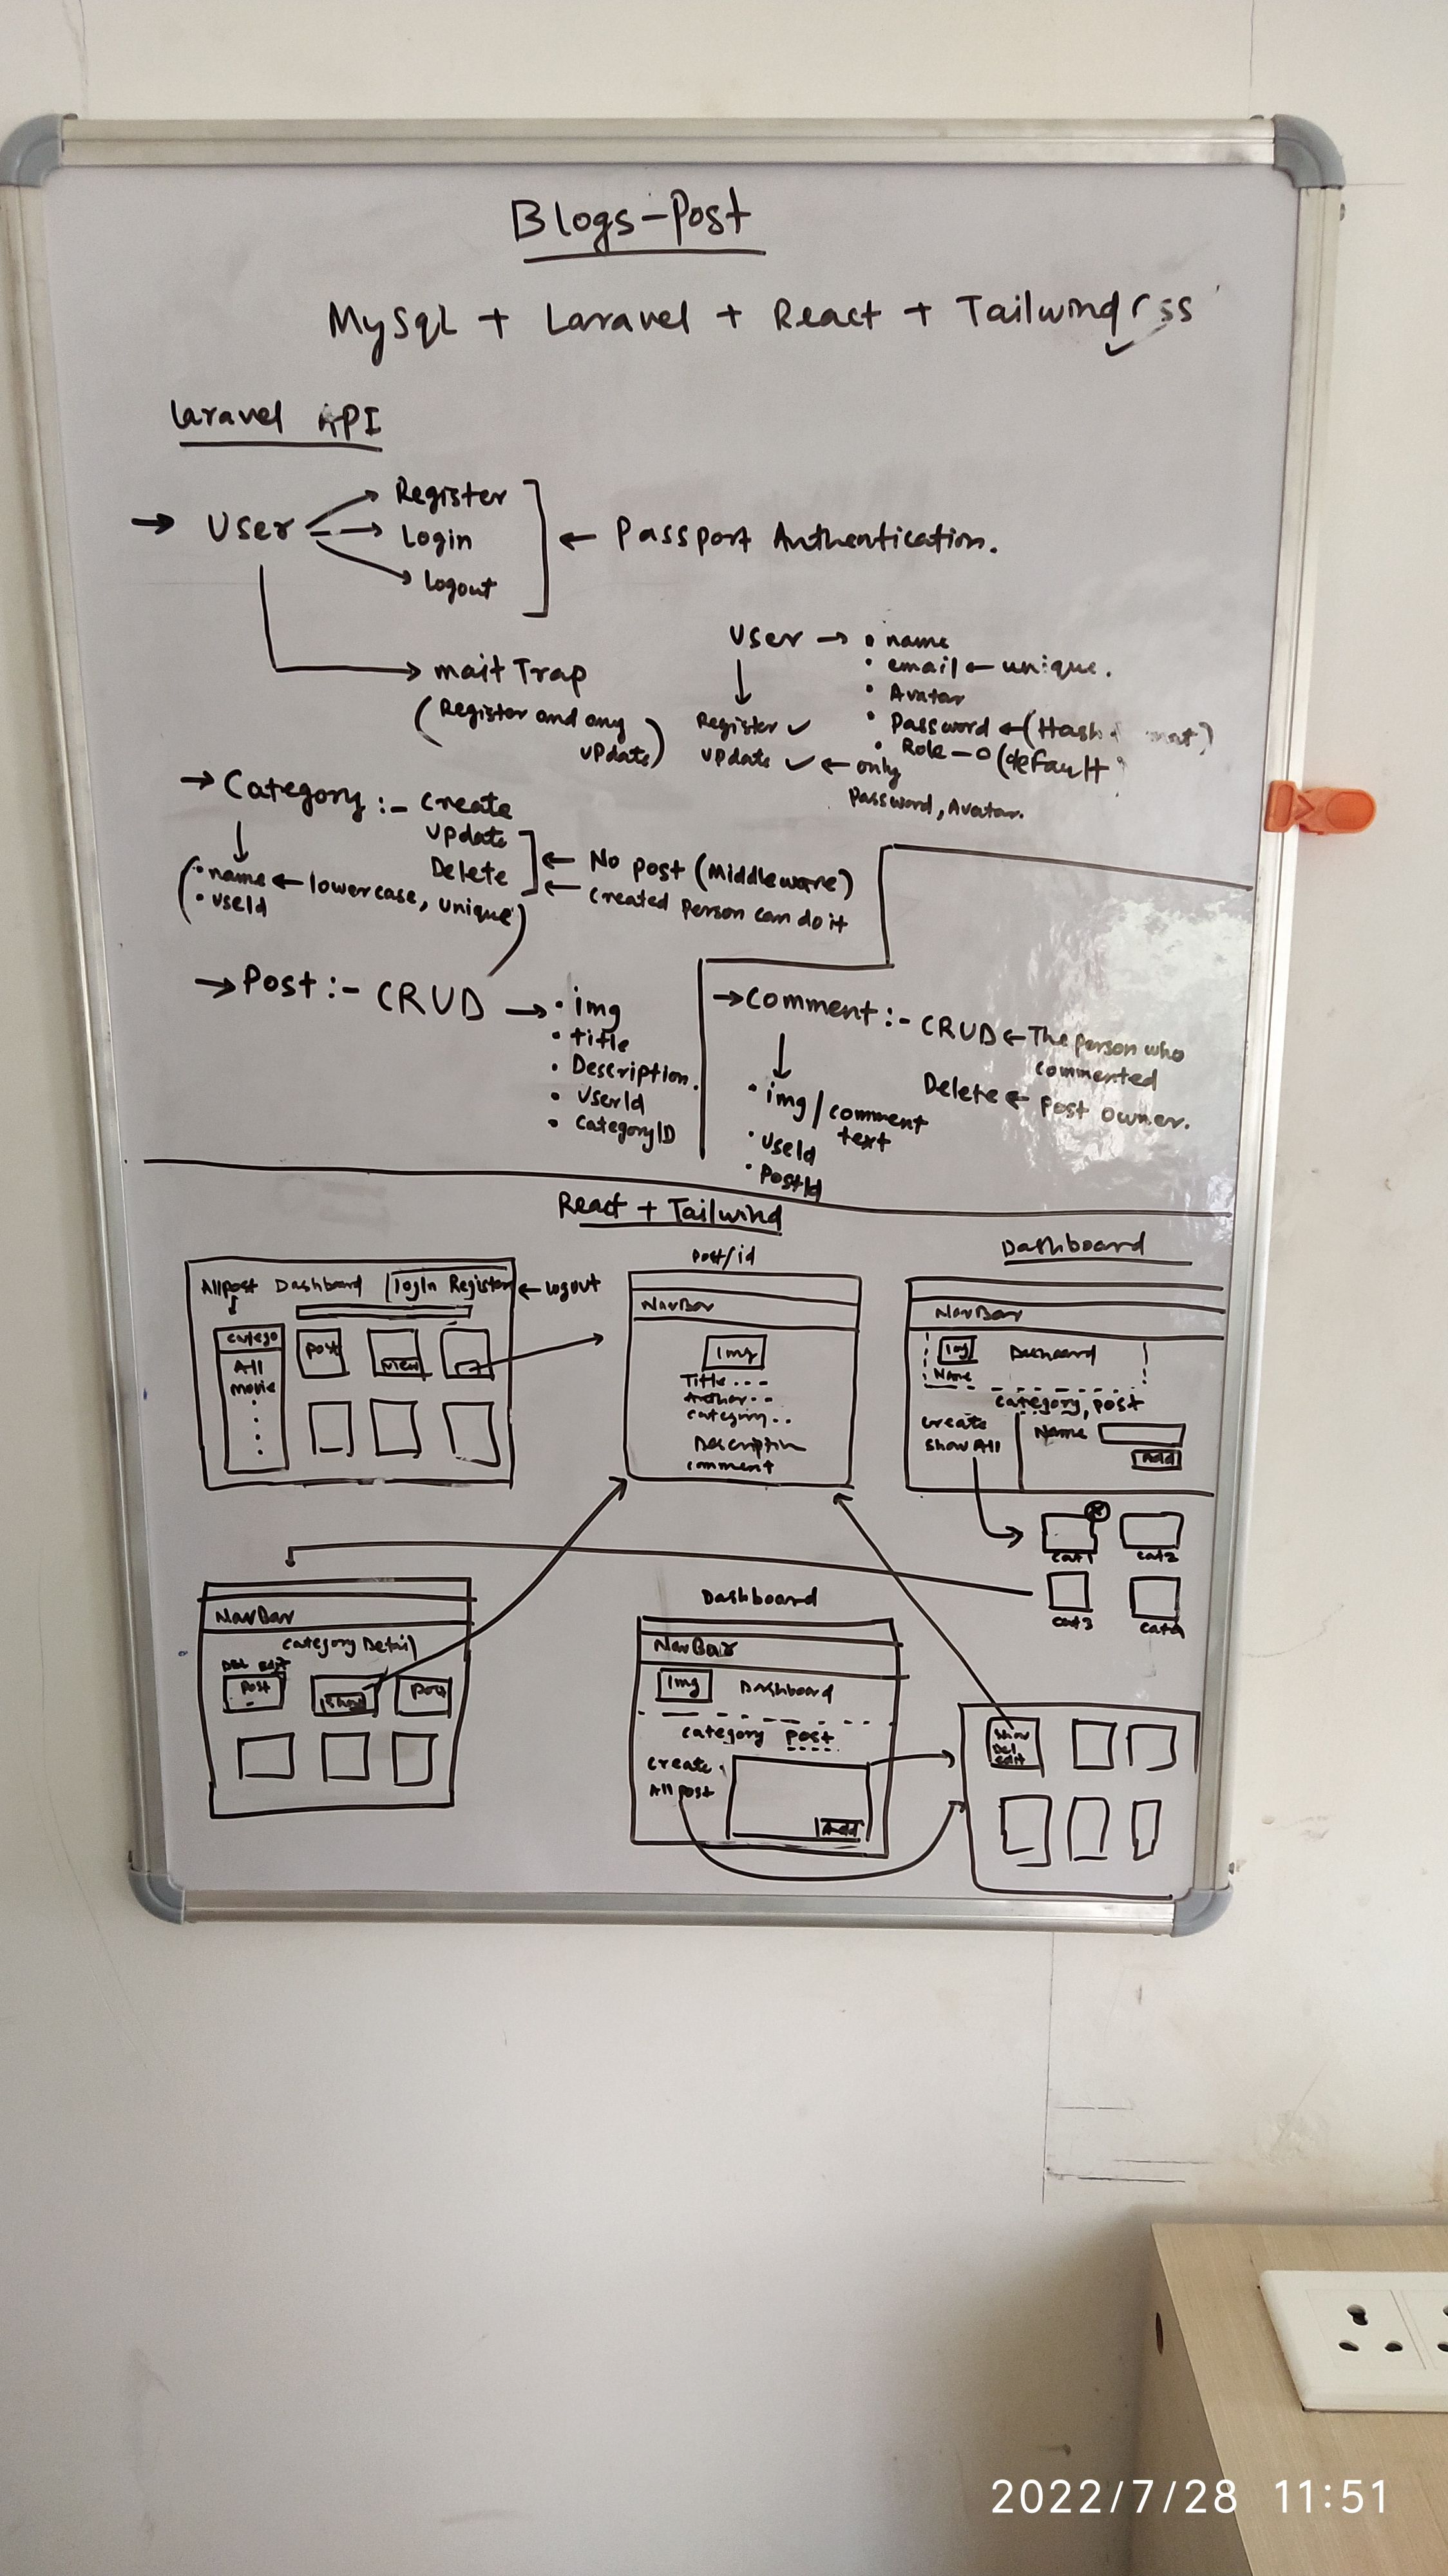 Blogs-Post
MySql + Laravel + React + Tailwind css
laravel API
→ User
Register
Login
logout
← Passport Authentication.
mait Trap
(Register and any
update)
User → • name
• email ← unique.
• Avatar
• Password ← (Hash
• Role - 0 (default
Register ✓
update ✓ ← only
Password, Avatar.
→ Category :- create
update
Delete
← No post (Middleware)
← created person can do it
(• name ← lowercase, unique)
• useId
→ Post :- CRUD → • img
• title
• Description.
• UserId
• CategoryID
→ Comment :- CRUD ← The person who
commented
Delete ← post owner.
• img / comment
text
• useId
• PostId
React + Tailwind
Allpost Dashboard logIn Register ← logout
catego
All
movie
post
view
post/id
NavBar
Img
Title ...
Author ..
category ..
Description
comment
Dashboard
NavBar
Img
Name
Dashboard
category, post
create
show All
Name
Add
cat1
cat2
cat3
cat4
NavBar
category Detail
Del Edit
Post
show
post
Dashboard
NavBar
Img
Dashboard
category post
create
All post
Add
show
Del
edit
2022/7/28 11:51